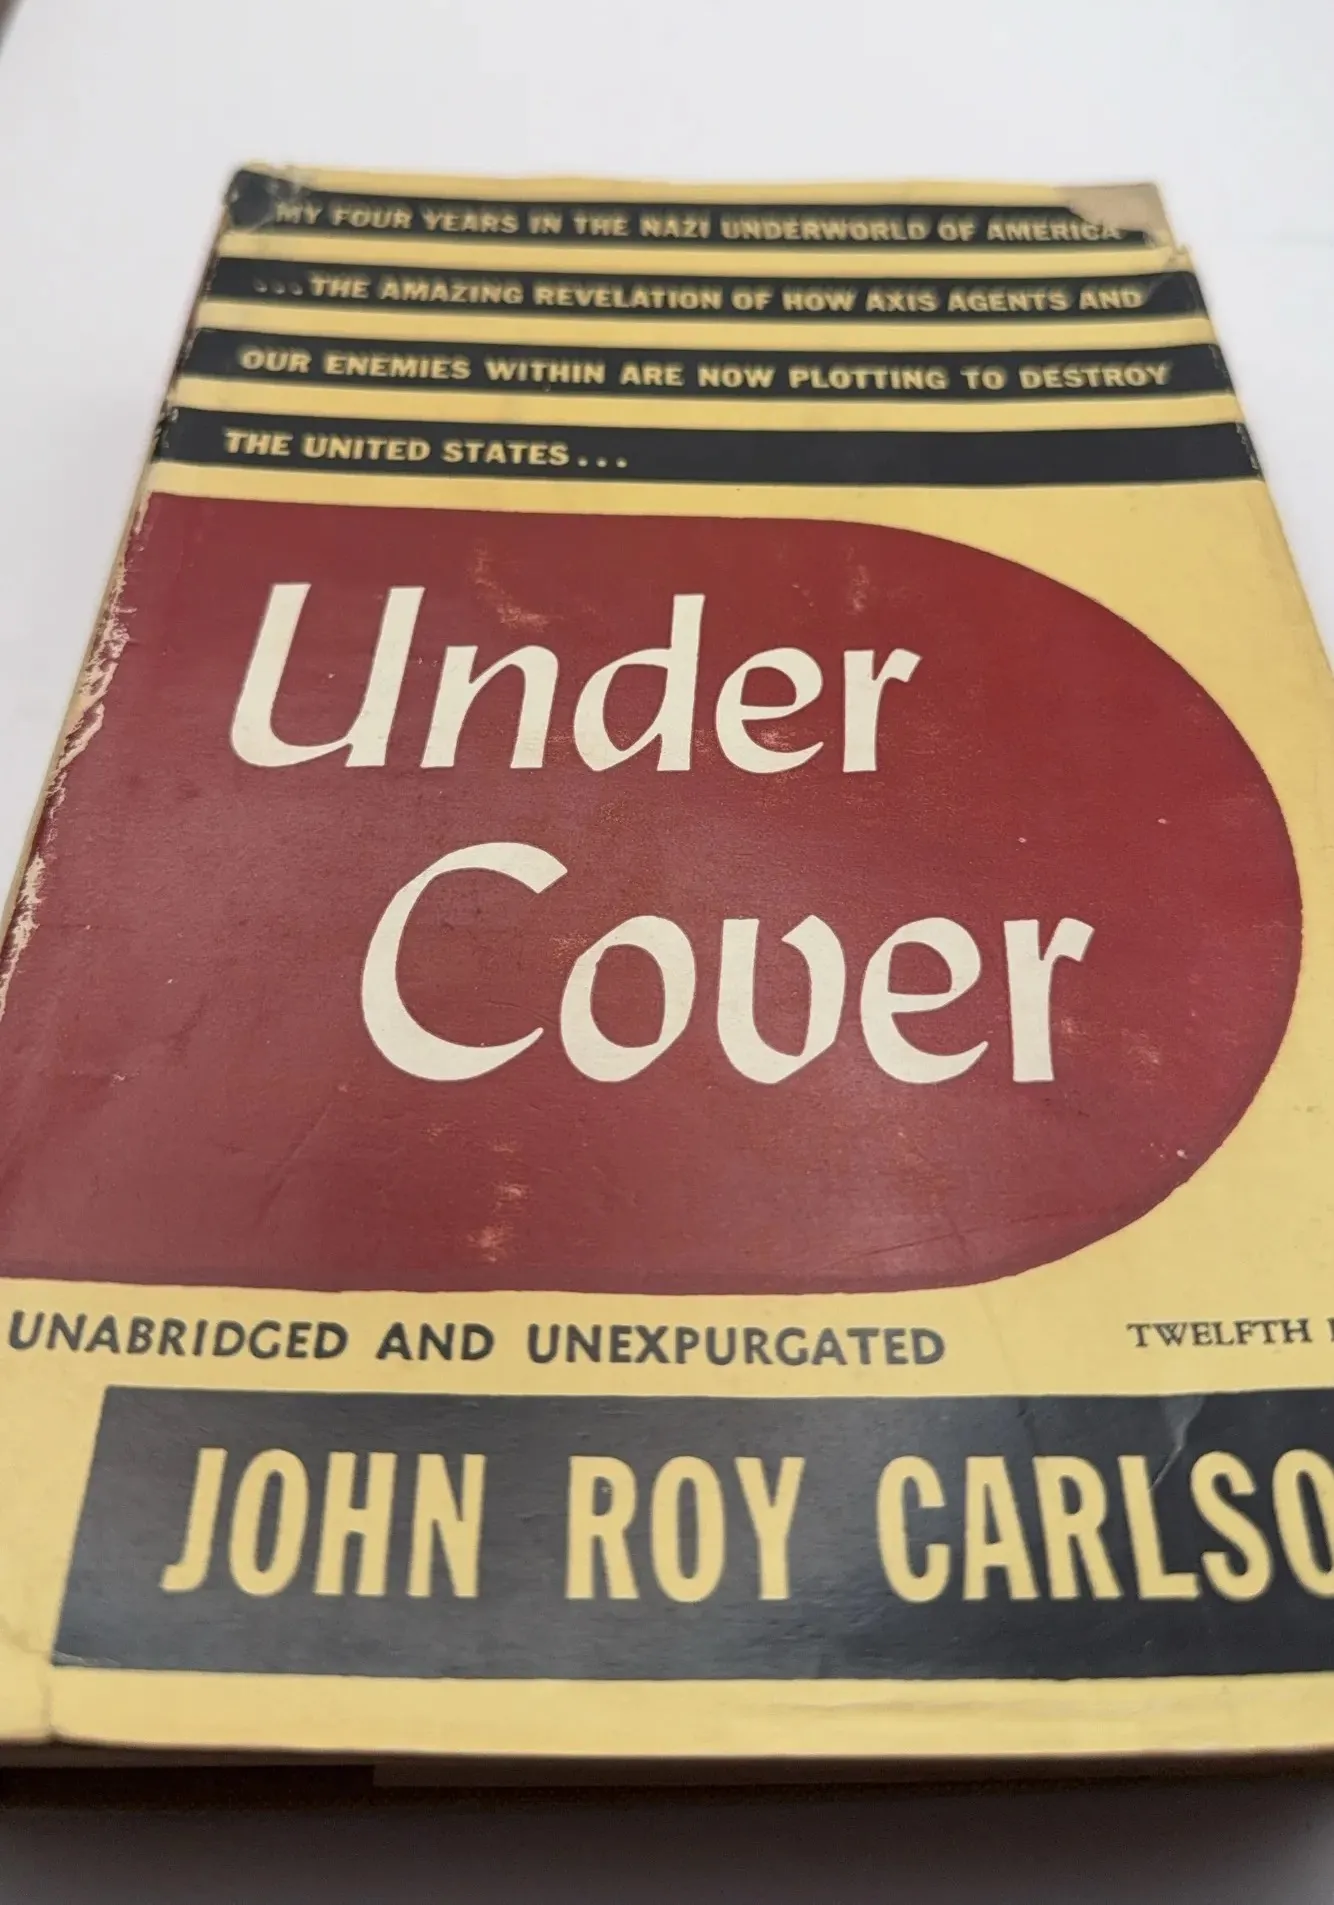 MY FOUR YEARS IN THE NAZI UNDERWORLD OF AMERICA
...THE AMAZING REVELATION OF HOW AXIS AGENTS AND
OUR ENEMIES WITHIN ARE NOW PLOTTING TO DESTROY
THE UNITED STATES...
Under
Cover
UNABRIDGED AND UNEXPURGATED
TWELFTH
JOHN ROY CARLSO